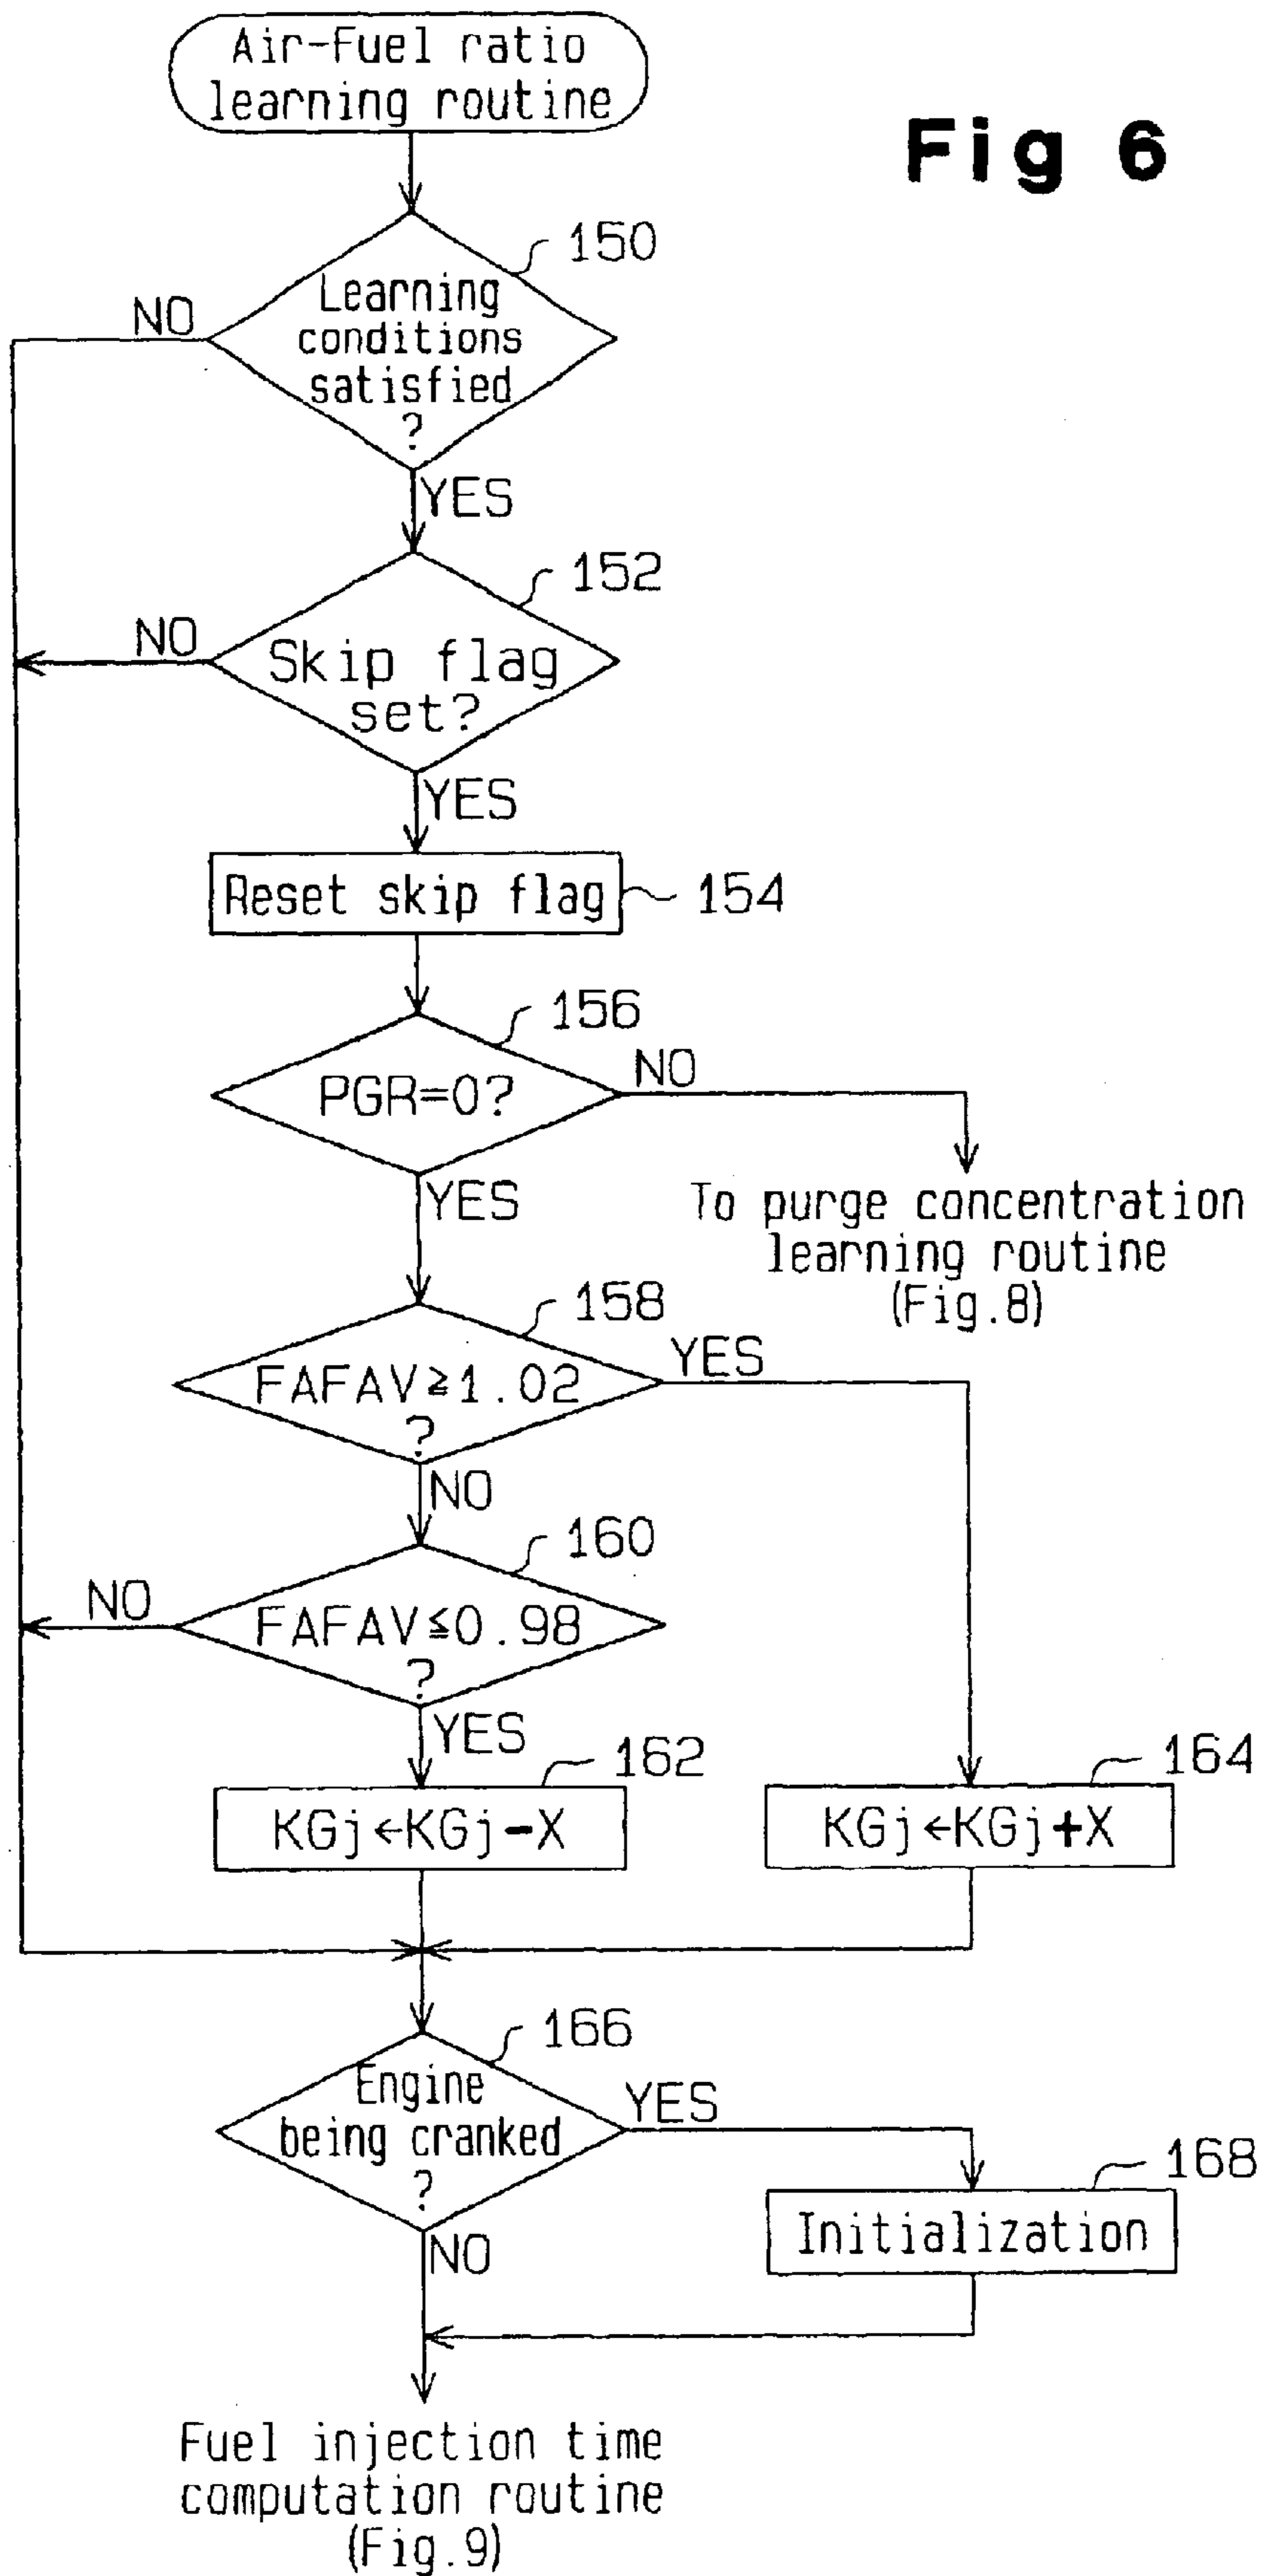 Air-Fuel ratio
learning routine
Fig 6
150
Learning
conditions
satisfied
?
NO
YES
152
Skip flag
set?
NO
YES
Reset skip flag
154
156
PGR=0?
NO
YES
To purge concentration
learning routine
(Fig.8)
158
FAFAV≧1.02
?
YES
NO
160
FAFAV≦0.98
?
NO
YES
162
KGj←KGj-X
164
KGj←KGj+X
166
Engine
being cranked
?
YES
168
Initialization
NO
Fuel injection time
computation routine
(Fig.9)